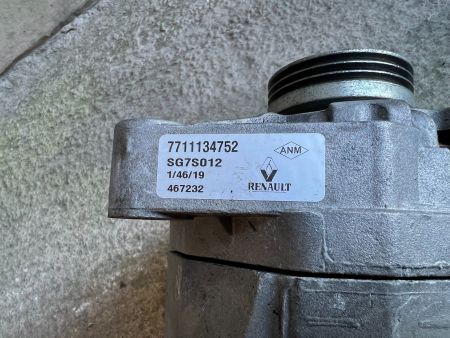 7711134752
SG7S012
1/46/19
467232
ANM
RENAULT